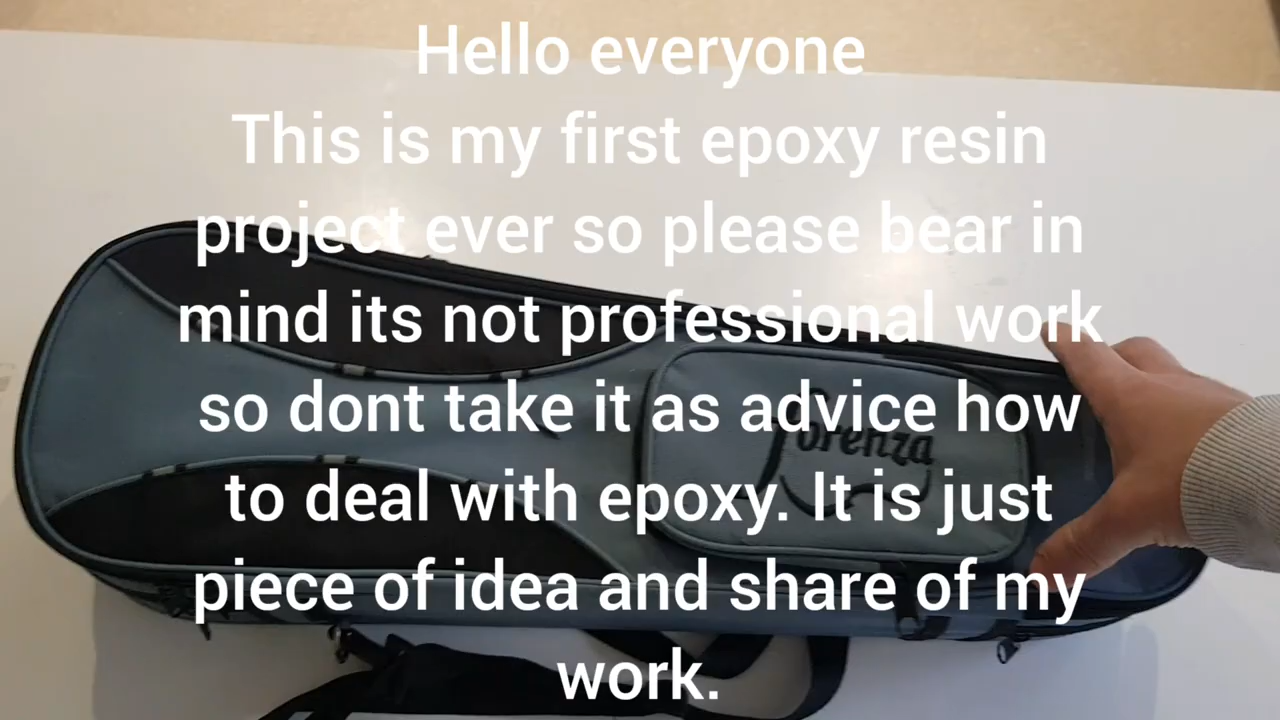 Hello everyone
This is my first epoxy resin
project ever so please bear in
mind its not professional work
so dont take it as advice how
to deal with epoxy. It is just
piece of idea and share of my
work.
Lorenza